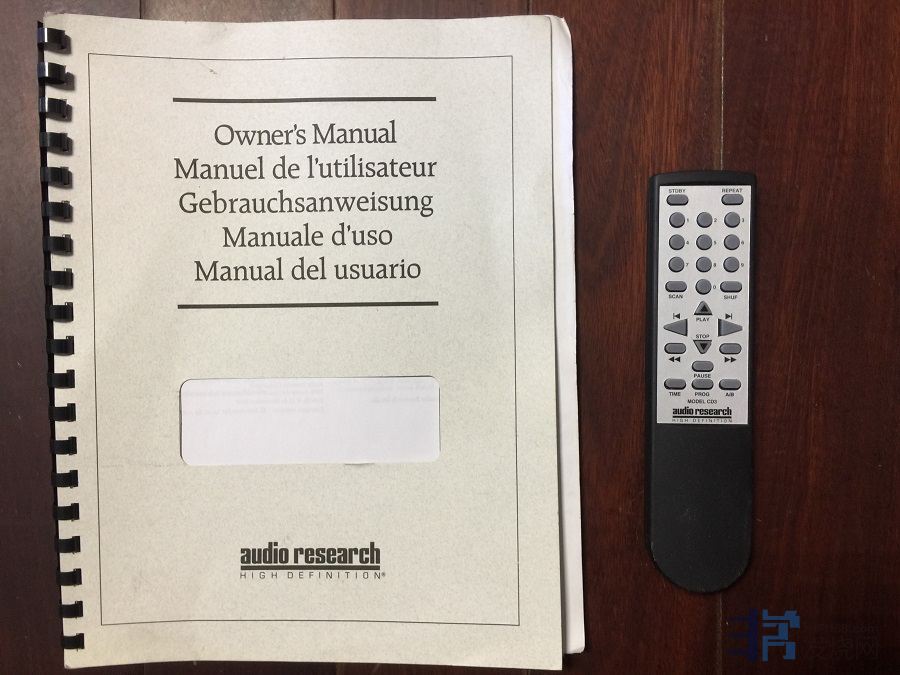 Owner's Manual
Manuel de l'utilisateur
Gebrauchsanweisung
Manuale d'uso
Manual del usuario
audio research
HIGH DEFINITION®
STDBY REPEAT
1 2 3
4 5 6
7 8 9
0
SCAN SHUF
PLAY
STOP
PAUSE
TIME PROG A/B
MODEL CD3
audio research
HIGH DEFINITION